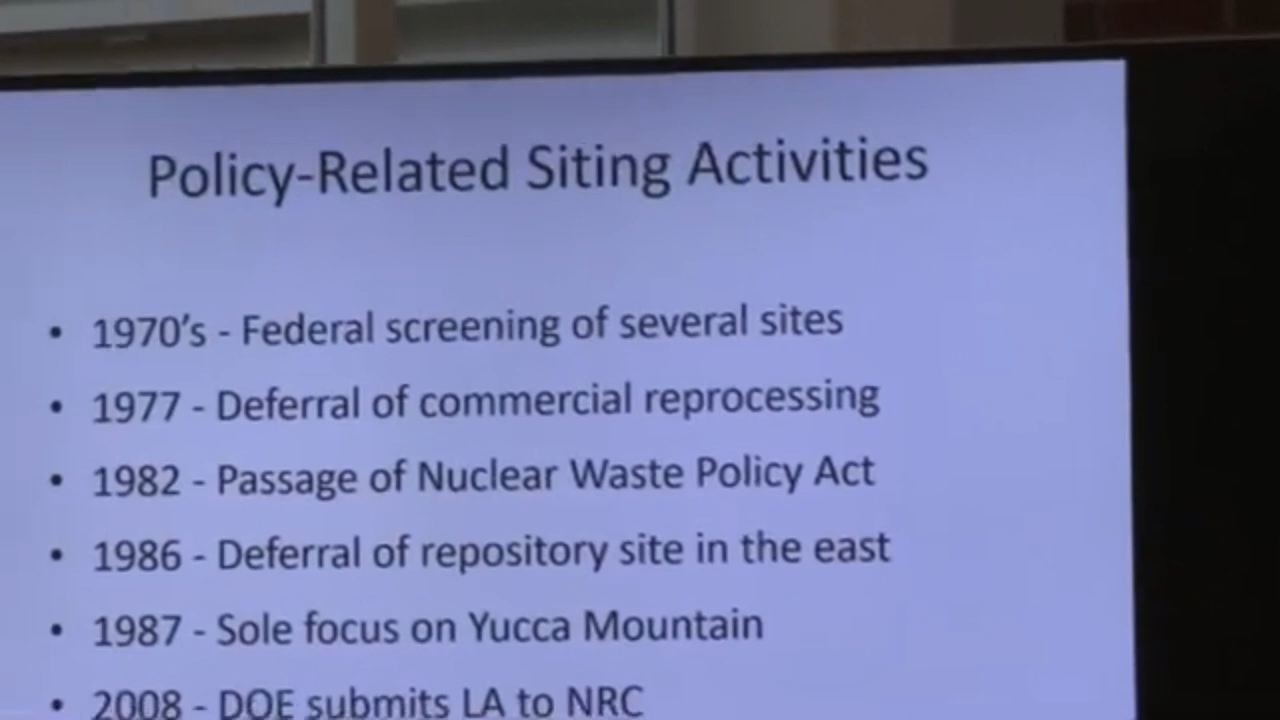 Policy-Related Siting Activities
• 1970's - Federal screening of several sites
• 1977 - Deferral of commercial reprocessing
• 1982 - Passage of Nuclear Waste Policy Act
• 1986 - Deferral of repository site in the east
• 1987 - Sole focus on Yucca Mountain
• 2008 - DOE submits LA to NRC